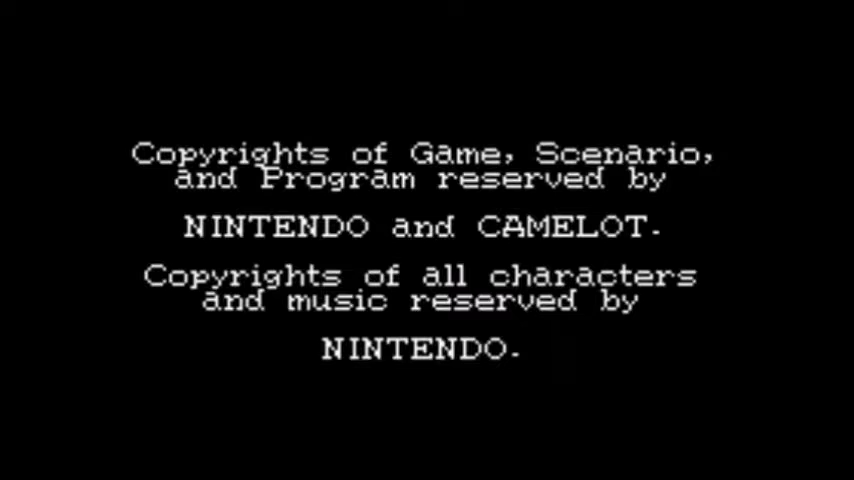 Copyrights of Game, Scenario,
and Program reserved by
NINTENDO and CAMELOT.
Copyrights of all characters
and music reserved by
NINTENDO.